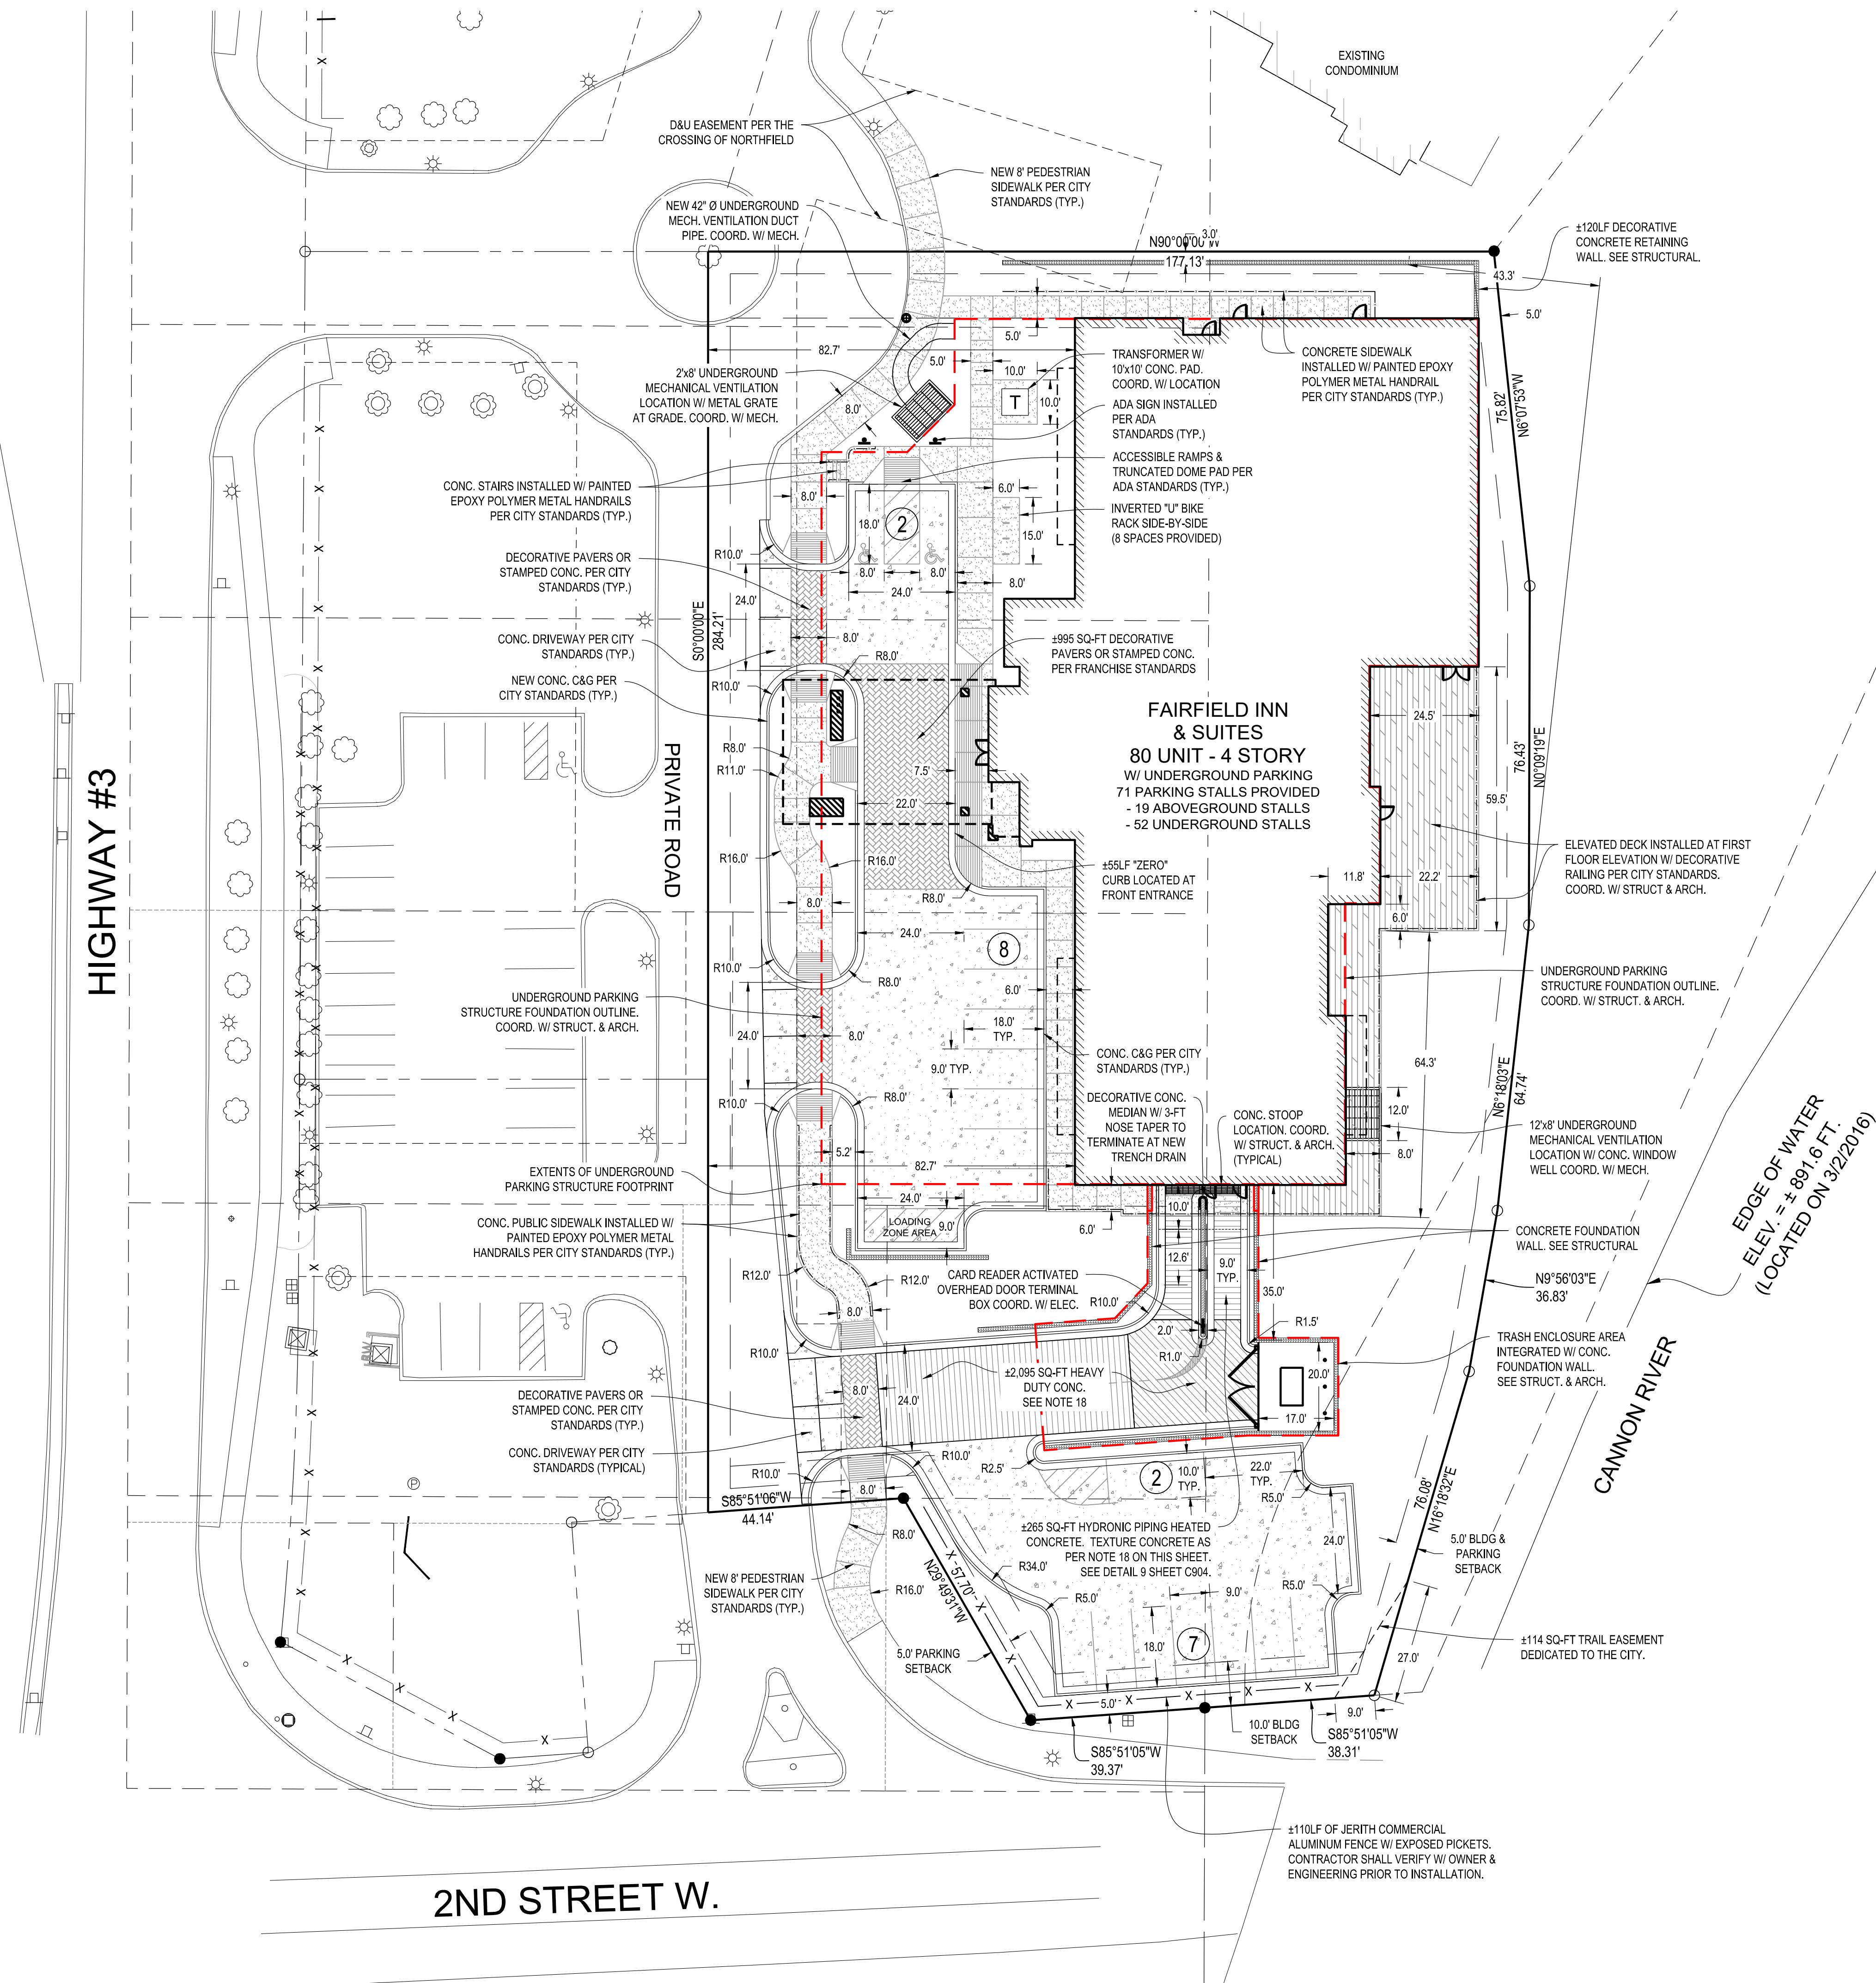 EXISTING
CONDOMINIUM
D&U EASEMENT PER THE
CROSSING OF NORTHFIELD
NEW 8' PEDESTRIAN
SIDEWALK PER CITY
STANDARDS (TYP.)
NEW 42" Ø UNDERGROUND
MECH. VENTILATION DUCT
PIPE. COORD. W/ MECH.
±120LF DECORATIVE
CONCRETE RETAINING
WALL. SEE STRUCTURAL.
N90°00'00"W
177.13'
3.0'
43.3'
5.0'
82.7'
5.0'
5.0'
10.0'
10.0'
T
2'x8' UNDERGROUND
MECHANICAL VENTILATION
LOCATION W/ METAL GRATE
AT GRADE. COORD. W/ MECH.
8.0'
TRANSFORMER W/
10'x10' CONC. PAD.
COORD. W/ LOCATION
ADA SIGN INSTALLED
PER ADA
STANDARDS (TYP.)
ACCESSIBLE RAMPS &
TRUNCATED DOME PAD PER
ADA STANDARDS (TYP.)
INVERTED "U" BIKE
RACK SIDE-BY-SIDE
(8 SPACES PROVIDED)
CONCRETE SIDEWALK
INSTALLED W/ PAINTED EPOXY
POLYMER METAL HANDRAIL
PER CITY STANDARDS (TYP.)
75.82'
N6°07'53"W
CONC. STAIRS INSTALLED W/ PAINTED
EPOXY POLYMER METAL HANDRAILS
PER CITY STANDARDS (TYP.)
8.0'
18.0'
2
6.0'
15.0'
R10.0'
8.0'
8.0'
8.0'
24.0'
DECORATIVE PAVERS OR
STAMPED CONC. PER CITY
STANDARDS (TYP.)
24.0'
S0°00'00"E
284.21'
CONC. DRIVEWAY PER CITY
STANDARDS (TYP.)
8.0'
R8.0'
±995 SQ-FT DECORATIVE
PAVERS OR STAMPED CONC.
PER FRANCHISE STANDARDS
NEW CONC. C&G PER
CITY STANDARDS (TYP.)
R10.0'
FAIRFIELD INN
& SUITES
80 UNIT - 4 STORY
W/ UNDERGROUND PARKING
71 PARKING STALLS PROVIDED
- 19 ABOVEGROUND STALLS
- 52 UNDERGROUND STALLS
24.5'
76.43'
N0°09'19"E
59.5'
HIGHWAY #3
PRIVATE ROAD
R8.0'
R11.0'
7.5'
22.0'
R16.0'
R16.0'
±55LF "ZERO"
CURB LOCATED AT
FRONT ENTRANCE
ELEVATED DECK INSTALLED AT FIRST
FLOOR ELEVATION W/ DECORATIVE
RAILING PER CITY STANDARDS.
COORD. W/ STRUCT & ARCH.
11.8'
22.2'
6.0'
8.0'
R8.0'
24.0'
8
R10.0'
R8.0'
6.0'
UNDERGROUND PARKING
STRUCTURE FOUNDATION OUTLINE.
COORD. W/ STRUCT. & ARCH.
UNDERGROUND PARKING
STRUCTURE FOUNDATION OUTLINE.
COORD. W/ STRUCT. & ARCH.
24.0'
8.0'
18.0'
TYP.
9.0' TYP.
CONC. C&G PER CITY
STANDARDS (TYP.)
64.3'
R10.0'
R8.0'
DECORATIVE CONC.
MEDIAN W/ 3-FT
NOSE TAPER TO
TERMINATE AT NEW
TRENCH DRAIN
CONC. STOOP
LOCATION. COORD.
W/ STRUCT. & ARCH.
(TYPICAL)
12.0'
8.0'
N6°18'03"E
64.74'
12'x8' UNDERGROUND
MECHANICAL VENTILATION
LOCATION W/ CONC. WINDOW
WELL COORD. W/ MECH.
5.2'
82.7'
EXTENTS OF UNDERGROUND
PARKING STRUCTURE FOOTPRINT
24.0'
LOADING
ZONE AREA
9.0'
6.0'
10.0'
12.6'
9.0'
TYP.
35.0'
EDGE OF WATER
ELEV. = ± 891.6 FT.
(LOCATED ON 3/2/2016)
CONC. PUBLIC SIDEWALK INSTALLED W/
PAINTED EPOXY POLYMER METAL
HANDRAILS PER CITY STANDARDS (TYP.)
CONCRETE FOUNDATION
WALL. SEE STRUCTURAL
R12.0'
R12.0'
8.0'
CARD READER ACTIVATED
OVERHEAD DOOR TERMINAL
BOX COORD. W/ ELEC.
R10.0'
2.0'
R1.0'
R1.5'
N9°56'03"E
36.83'
R10.0'
TRASH ENCLOSURE AREA
INTEGRATED W/ CONC.
FOUNDATION WALL.
SEE STRUCT. & ARCH.
CANNON RIVER
8.0'
24.0'
±2,095 SQ-FT HEAVY
DUTY CONC.
SEE NOTE 18
20.0'
17.0'
DECORATIVE PAVERS OR
STAMPED CONC. PER CITY
STANDARDS (TYP.)
CONC. DRIVEWAY PER CITY
STANDARDS (TYPICAL)
R10.0'
R10.0'
R2.5'
2
10.0'
TYP.
22.0'
TYP.
R5.0'
8.0'
S85°51'06"W
44.14'
76.08'
N16°18'32"E
±265 SQ-FT HYDRONIC PIPING HEATED
CONCRETE. TEXTURE CONCRETE AS
PER NOTE 18 ON THIS SHEET.
SEE DETAIL 9 SHEET C904.
24.0'
5.0' BLDG &
PARKING
SETBACK
R8.0'
R34.0'
57.70'
N29°49'31"W
NEW 8' PEDESTRIAN
SIDEWALK PER CITY
STANDARDS (TYP.)
R16.0'
R5.0'
9.0'
R5.0'
18.0'
7
5.0' PARKING
SETBACK
±114 SQ-FT TRAIL EASEMENT
DEDICATED TO THE CITY.
27.0'
5.0'
9.0'
10.0' BLDG
SETBACK
S85°51'05"W
38.31'
S85°51'05"W
39.37'
P
±110LF OF JERITH COMMERCIAL
ALUMINUM FENCE W/ EXPOSED PICKETS.
CONTRACTOR SHALL VERIFY W/ OWNER &
ENGINEERING PRIOR TO INSTALLATION.
2ND STREET W.